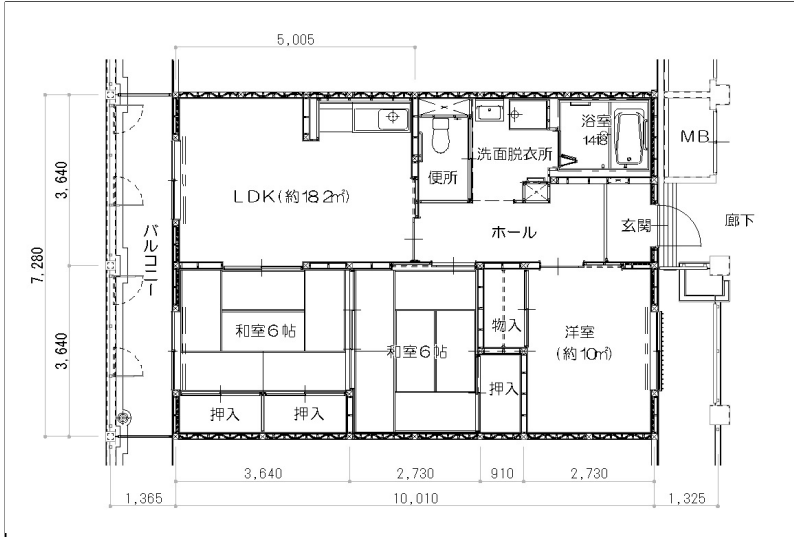 5,005
浴室
1418
MB
洗面脱衣所
便所
LDK(約18.2㎡)
3,640
玄関
廊下
ホール
バルコニー
7,280
和室6帖
和室6帖
物入
洋室
(約10㎡)
3,640
押入
押入
押入
3,640
2,730
910
2,730
1,365
10,010
1,325